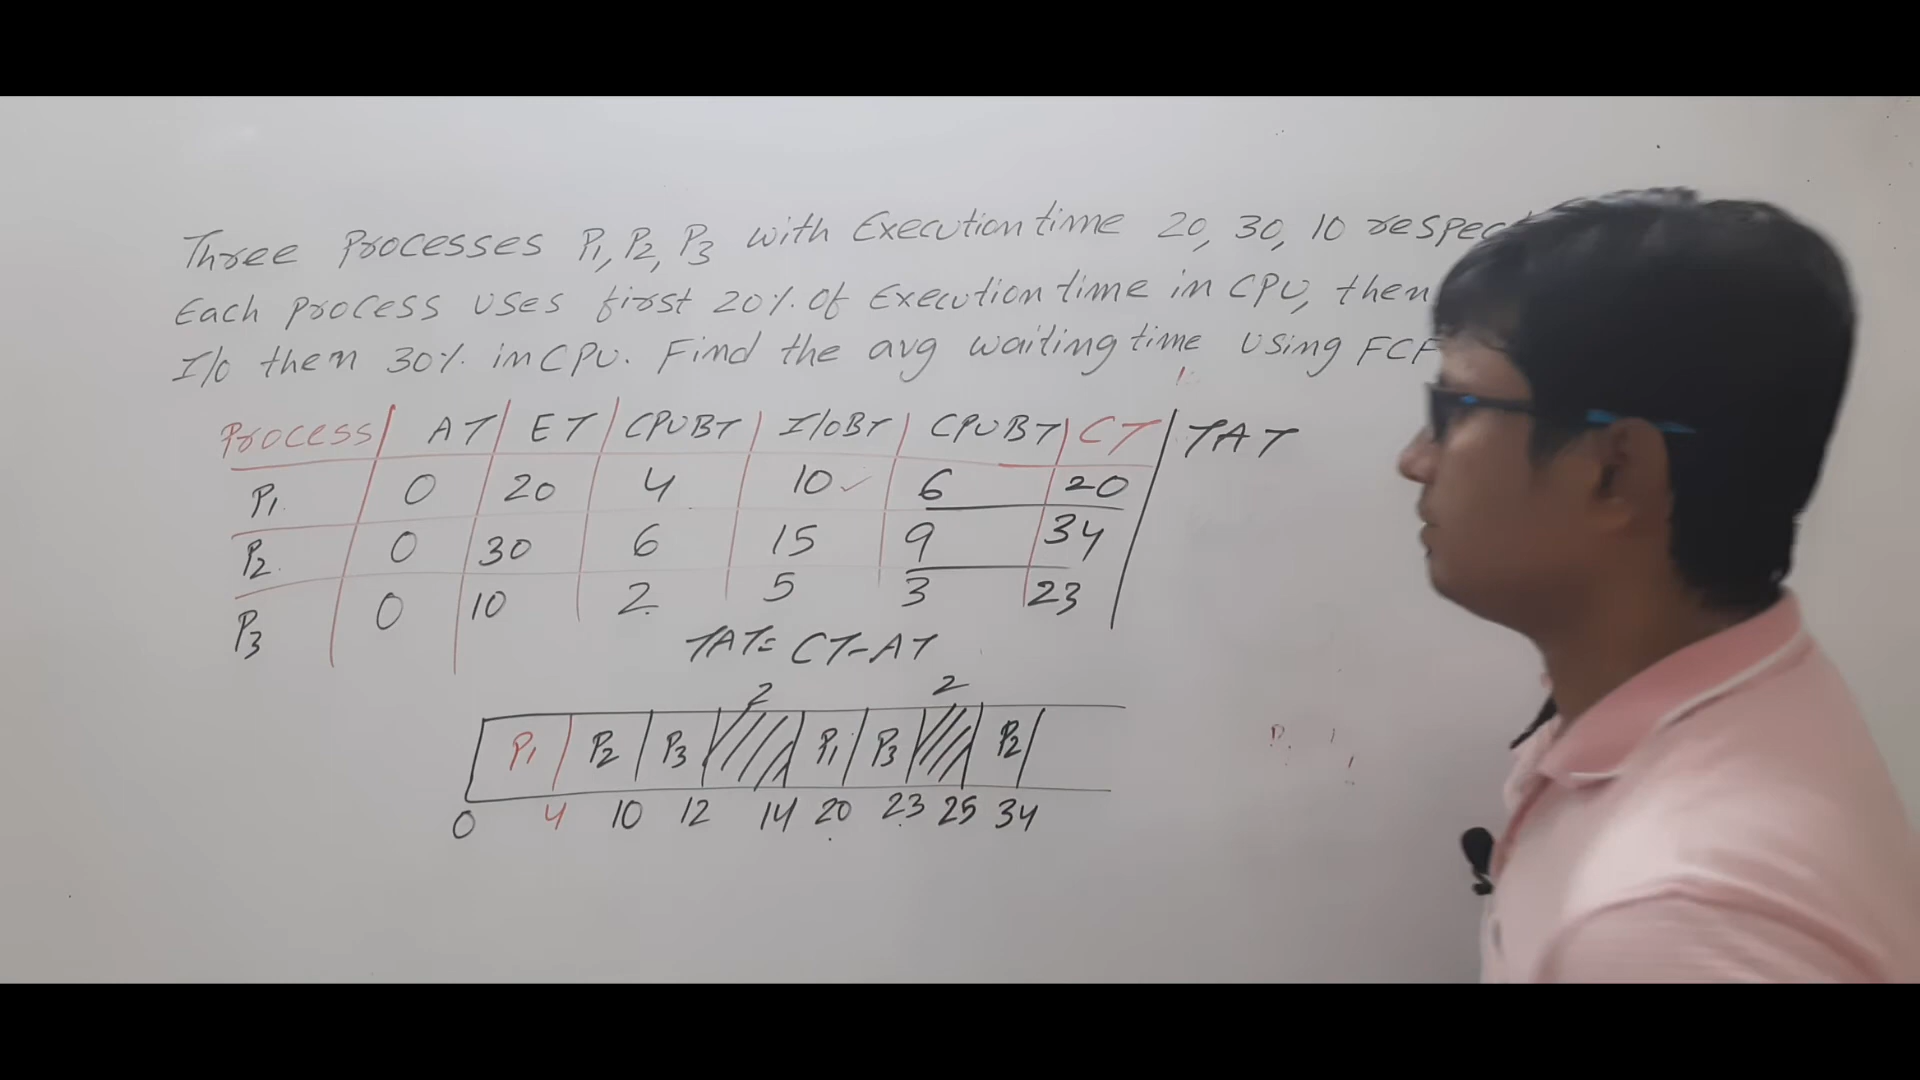 Three Processes P1, P2, P3 with Execution time 20, 30, 10 respec
Each process uses first 20% of Execution time in CPU, then
I/o then 30% in CPU. Find the avg waiting time using FCF
Process AT ET CPUBT I/oBT CPUBT CT TAT
P1 0 20 4 10 ✓ 6 20
P2 0 30 6 15 9 34
P3 0 10 2 5 3 23
TAT= CT-AT
2 2
P1 P2 P3 P1 P3 P2
0 4 10 12 14 20 23 25 34